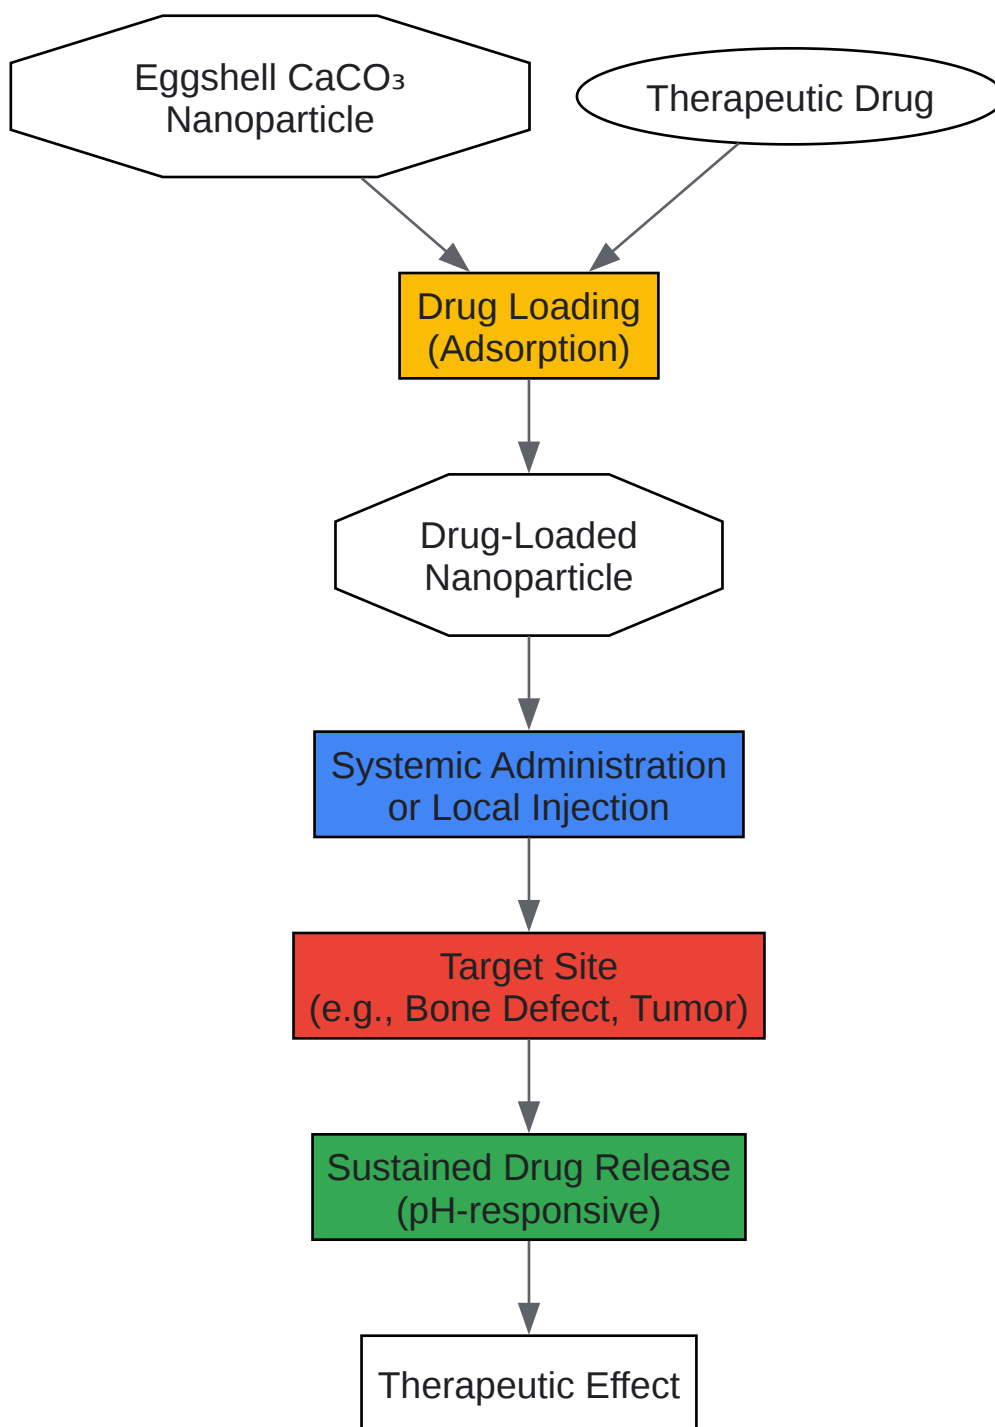 Eggshell CaCO₃
Nanoparticle
Therapeutic Drug
Drug Loading
(Adsorption)
Drug-Loaded
Nanoparticle
Systemic Administration
or Local Injection
Target Site
(e.g., Bone Defect, Tumor)
Sustained Drug Release
(pH-responsive)
Therapeutic Effect